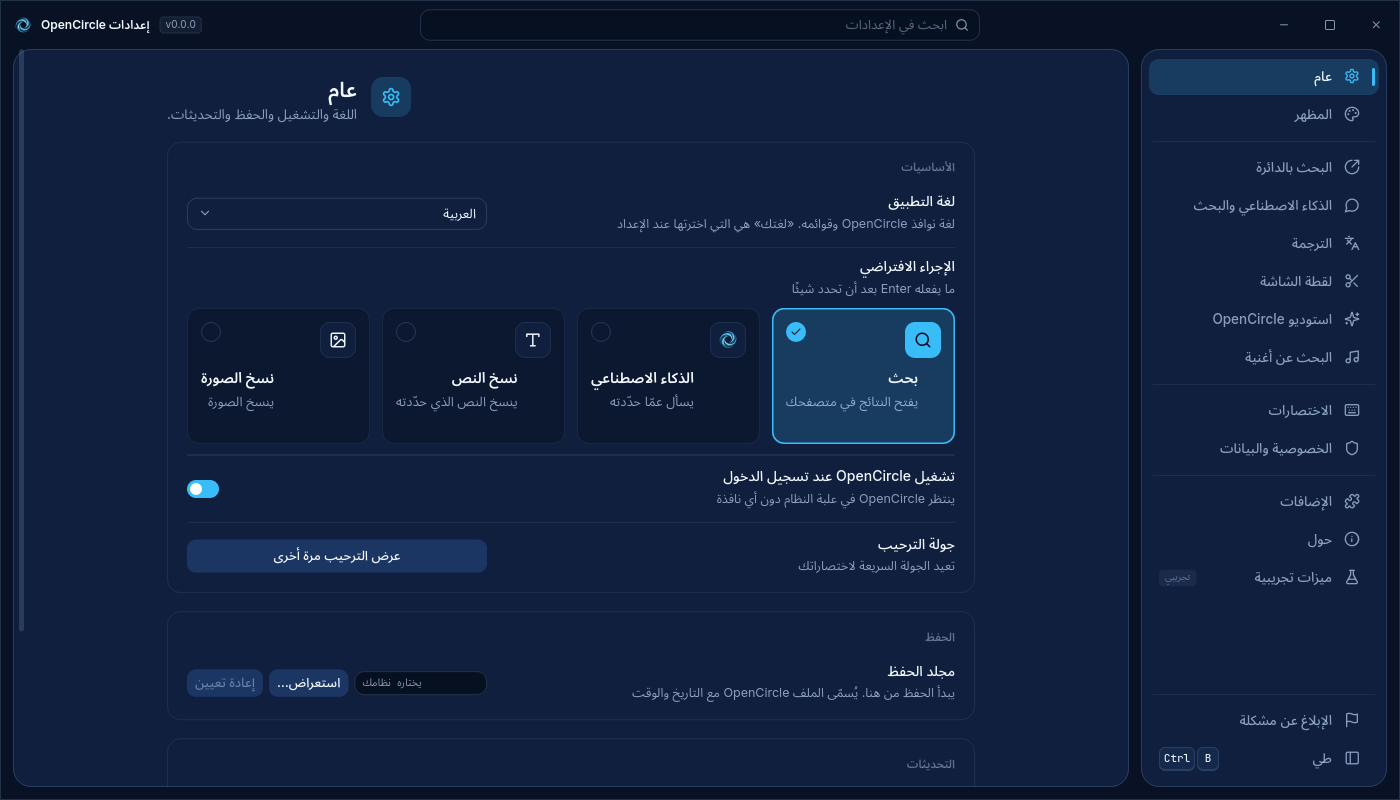 إعدادات OpenCircle
v0.0.0
ابحث في الإعدادات
عام
المظهر
البحث بالدائرة
الذكاء الاصطناعي والبحث
الترجمة
لقطة الشاشة
استوديو OpenCircle
البحث عن أغنية
الاختصارات
الخصوصية والبيانات
الإضافات
حول
ميزات تجريبية
تجريبي
الإبلاغ عن مشكلة
طي
Ctrl B
عام
اللغة والتشغيل والحفظ والتحديثات.
الأساسيات
لغة التطبيق
لغة نوافذ OpenCircle وقوائمه. «لغتك» هي التي اخترتها عند الإعداد
العربية
الإجراء الافتراضي
ما يفعله Enter بعد أن تحدد شيئًا
بحث
يفتح النتائج في متصفحك
الذكاء الاصطناعي
يسأل عمّا حدّدته
نسخ النص
ينسخ النص الذي حدّدته
نسخ الصورة
ينسخ الصورة
تشغيل OpenCircle عند تسجيل الدخول
ينتظر OpenCircle في علبة النظام دون أي نافذة
جولة الترحيب
تعيد الجولة السريعة لاختصاراتك
عرض الترحيب مرة أخرى
الحفظ
مجلد الحفظ
يبدأ الحفظ من هنا. يُسمّى الملف OpenCircle مع التاريخ والوقت
يختاره نظامك
استعراض...
إعادة تعيين
التحديثات